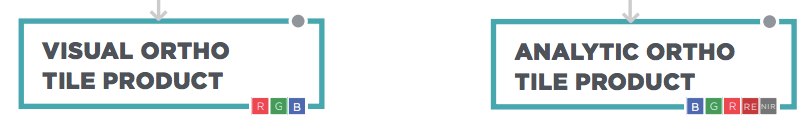 VISUAL ORTHO
TILE PRODUCT
R G B
ANALYTIC ORTHO
TILE PRODUCT
B G R RE NIR